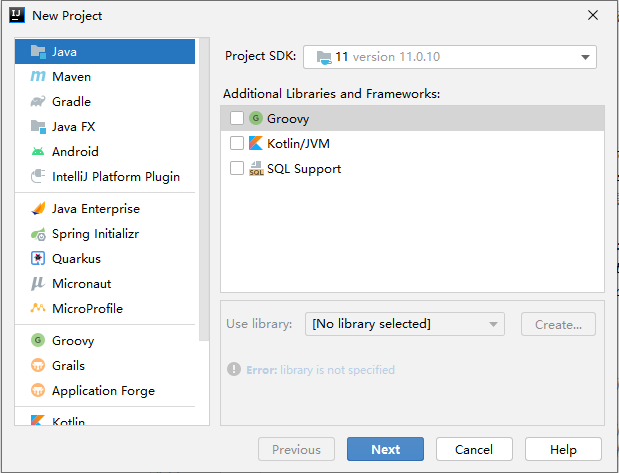 New Project
Java
Maven
Gradle
Java FX
Android
IntelliJ Platform Plugin
Java Enterprise
Spring Initializr
Quarkus
Micronaut
MicroProfile
Groovy
Grails
Application Forge
Kotlin
Project SDK: 11 version 11.0.10
Additional Libraries and Frameworks:
Groovy
Kotlin/JVM
SQL Support
Use library: [No library selected] Create...
Error: library is not specified
Previous Next Cancel Help